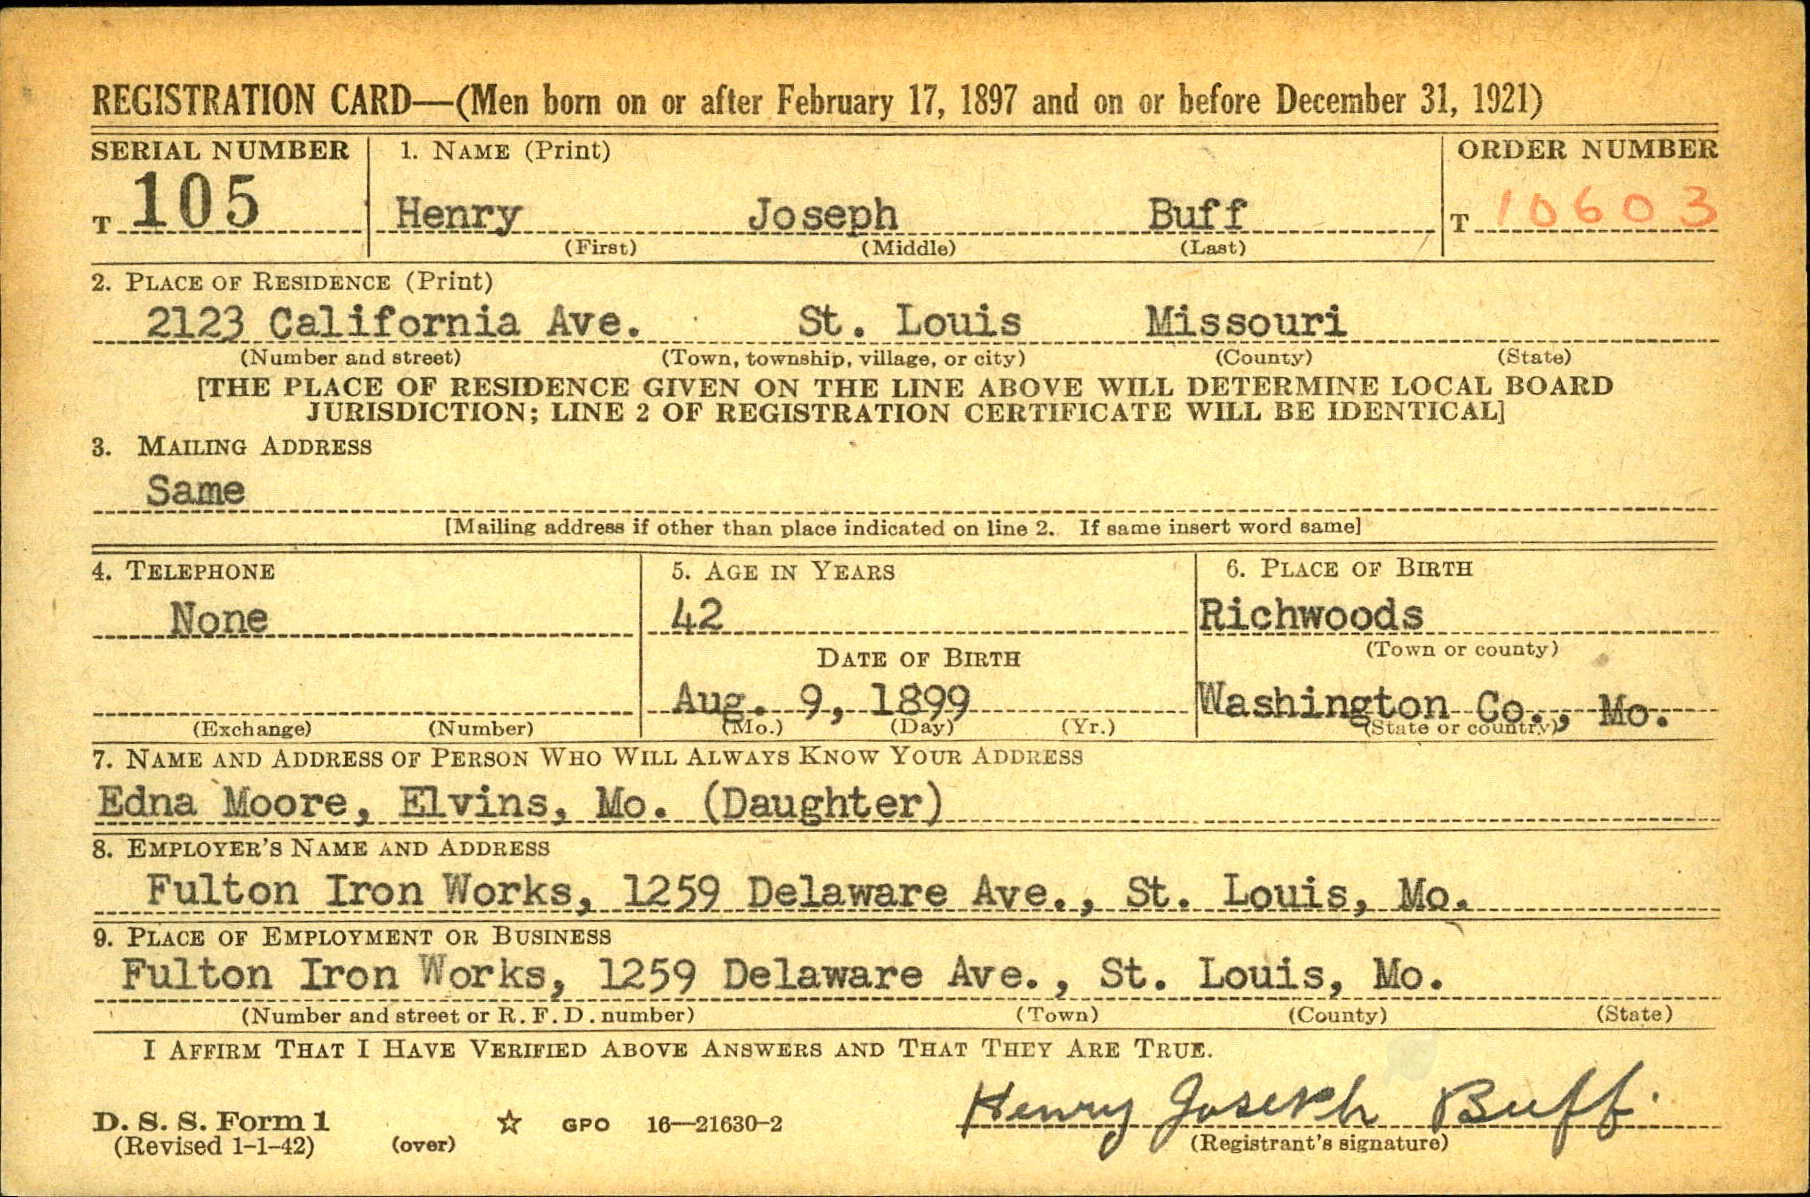 REGISTRATION CARD—(Men born on or after February 17, 1897 and on or before December 31, 1921)
SERIAL NUMBER 1. NAME (Print) ORDER NUMBER
T 105 Henry Joseph Buff T 10603
(First) (Middle) (Last)
2. PLACE OF RESIDENCE (Print)
2123 California Ave. St. Louis Missouri
(Number and street) (Town, township, village, or city) (County) (State)
[THE PLACE OF RESIDENCE GIVEN ON THE LINE ABOVE WILL DETERMINE LOCAL BOARD
JURISDICTION; LINE 2 OF REGISTRATION CERTIFICATE WILL BE IDENTICAL]
3. MAILING ADDRESS
Same
[Mailing address if other than place indicated on line 2. If same insert word same]
4. TELEPHONE 5. AGE IN YEARS 6. PLACE OF BIRTH
None 42 Richwoods
DATE OF BIRTH (Town or county)
Aug. 9, 1899 Washington Co., Mo.
(Exchange) (Number) (Mo.) (Day) (Yr.) (State or country)
7. NAME AND ADDRESS OF PERSON WHO WILL ALWAYS KNOW YOUR ADDRESS
Edna Moore, Elvins, Mo. (Daughter)
8. EMPLOYER'S NAME AND ADDRESS
Fulton Iron Works, 1259 Delaware Ave., St. Louis, Mo.
9. PLACE OF EMPLOYMENT OR BUSINESS
Fulton Iron Works, 1259 Delaware Ave., St. Louis, Mo.
(Number and street or R. F. D. number) (Town) (County) (State)
I AFFIRM THAT I HAVE VERIFIED ABOVE ANSWERS AND THAT THEY ARE TRUE.
Henry Joseph Buff.
D. S. S. Form 1 ☆ GPO 16—21630-2
(Revised 1-1-42) (over) (Registrant's signature)